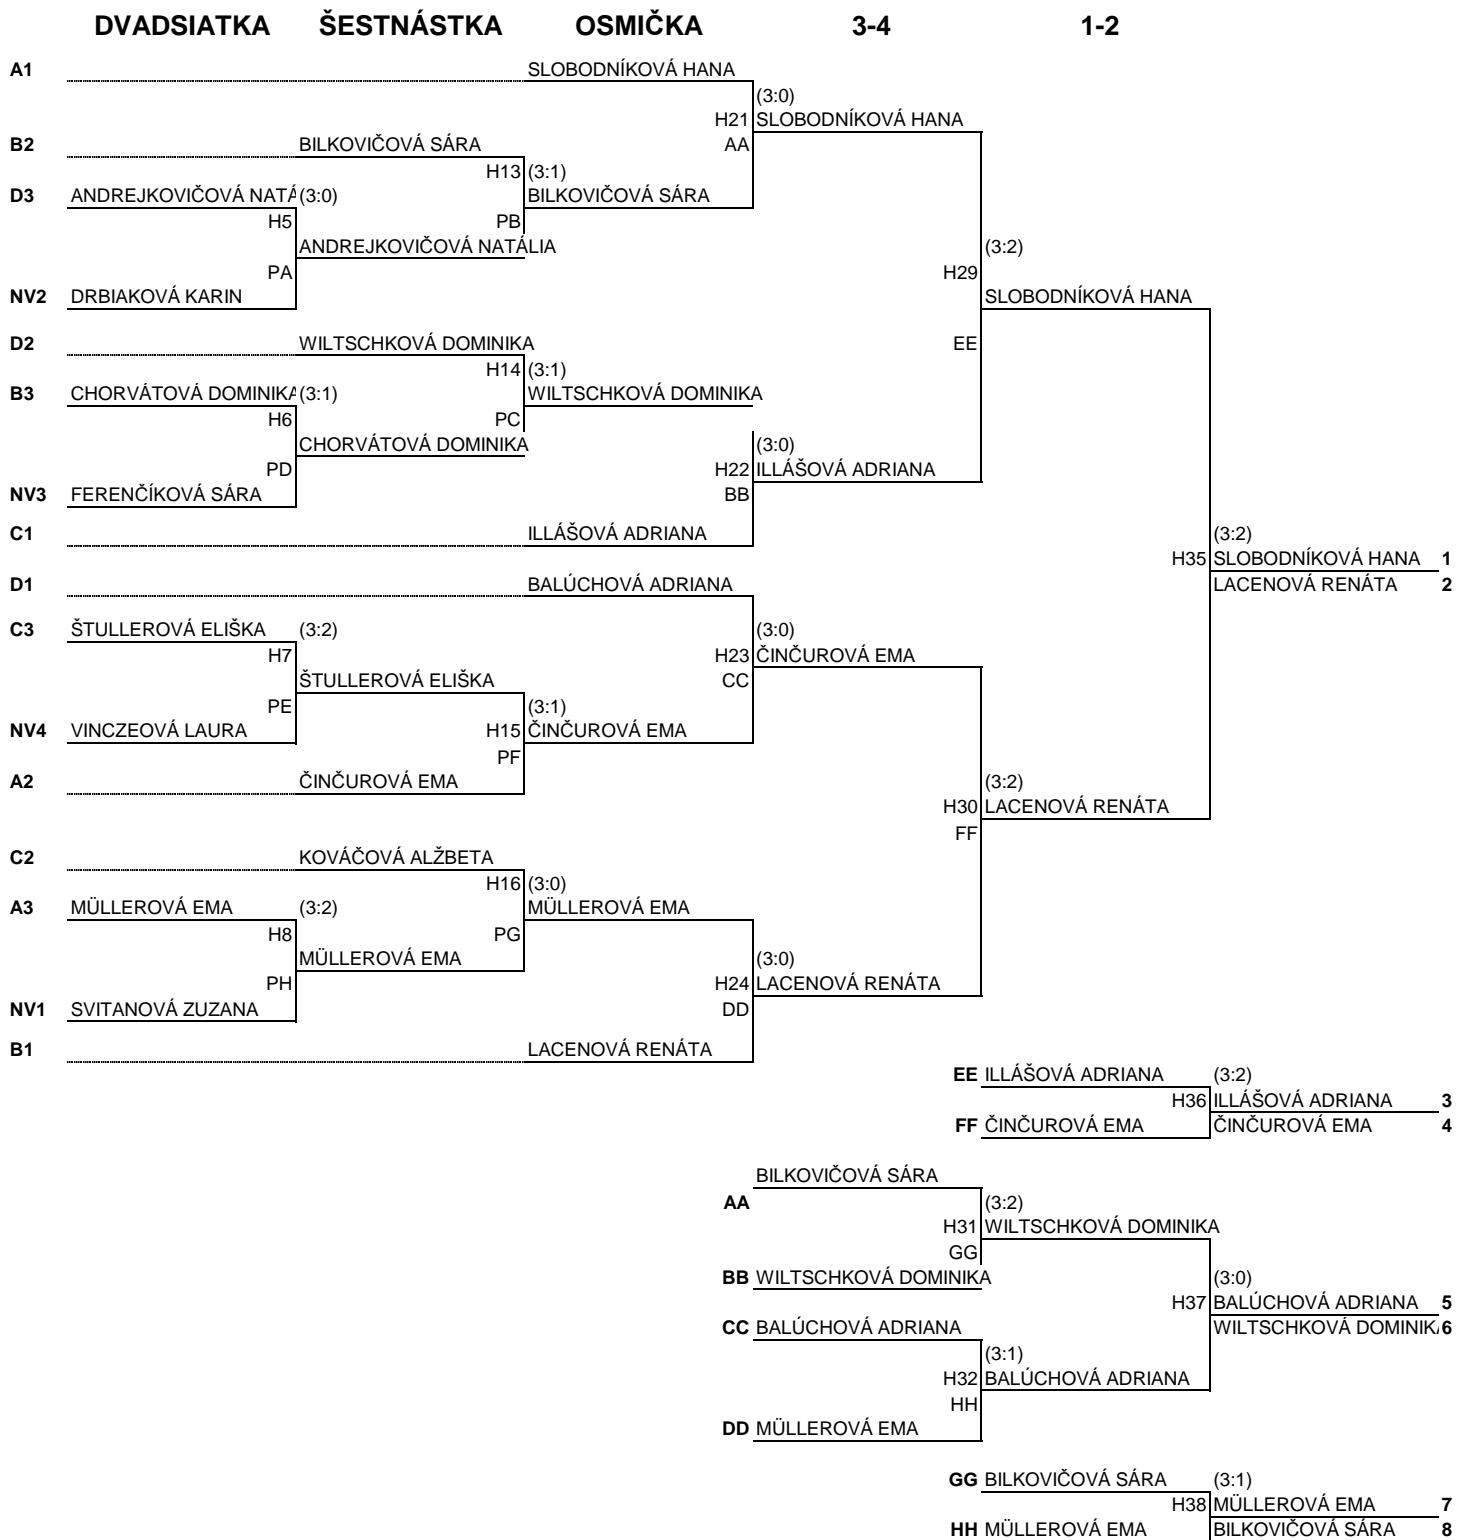 DVADSIATKA ŠESTNÁSTKA OSMIČKA 3-4 1-2
A1 SLOBODNÍKOVÁ HANA
(3:0)
H21 SLOBODNÍKOVÁ HANA
B2 BILKOVIČOVÁ SÁRA AA
H13 (3:1)
D3 ANDREJKOVIČOVÁ NATÁ (3:0) BILKOVIČOVÁ SÁRA
H5 PB
ANDREJKOVIČOVÁ NATÁLIA (3:2)
PA H29
NV2 DRBIAKOVÁ KARIN SLOBODNÍKOVÁ HANA
D2 WILTSCHKOVÁ DOMINIKA EE
H14 (3:1)
B3 CHORVÁTOVÁ DOMINIKA (3:1) WILTSCHKOVÁ DOMINIKA
H6 PC
CHORVÁTOVÁ DOMINIKA (3:0)
PD H22 ILLÁŠOVÁ ADRIANA
NV3 FERENČÍKOVÁ SÁRA BB
C1 ILLÁŠOVÁ ADRIANA (3:2)
H35 SLOBODNÍKOVÁ HANA 1
D1 BALÚCHOVÁ ADRIANA LACENOVÁ RENÁTA 2
C3 ŠTULLEROVÁ ELIŠKA (3:2) (3:0)
H7 H23 ČINČUROVÁ EMA
ŠTULLEROVÁ ELIŠKA CC
PE (3:1)
NV4 VINCZEOVÁ LAURA H15 ČINČUROVÁ EMA
PF
A2 ČINČUROVÁ EMA (3:2)
H30 LACENOVÁ RENÁTA
FF
C2 KOVÁČOVÁ ALŽBETA
H16 (3:0)
A3 MÜLLEROVÁ EMA (3:2) MÜLLEROVÁ EMA
H8 PG
MÜLLEROVÁ EMA (3:0)
PH H24 LACENOVÁ RENÁTA
NV1 SVITANOVÁ ZUZANA DD
B1 LACENOVÁ RENÁTA
EE ILLÁŠOVÁ ADRIANA (3:2)
H36 ILLÁŠOVÁ ADRIANA 3
FF ČINČUROVÁ EMA ČINČUROVÁ EMA 4
BILKOVIČOVÁ SÁRA
AA (3:2)
H31 WILTSCHKOVÁ DOMINIKA
GG
BB WILTSCHKOVÁ DOMINIKA (3:0)
H37 BALÚCHOVÁ ADRIANA 5
CC BALÚCHOVÁ ADRIANA WILTSCHKOVÁ DOMINIKA 6
(3:1)
H32 BALÚCHOVÁ ADRIANA
HH
DD MÜLLEROVÁ EMA
GG BILKOVIČOVÁ SÁRA (3:1)
H38 MÜLLEROVÁ EMA 7
HH MÜLLEROVÁ EMA BILKOVIČOVÁ SÁRA 8